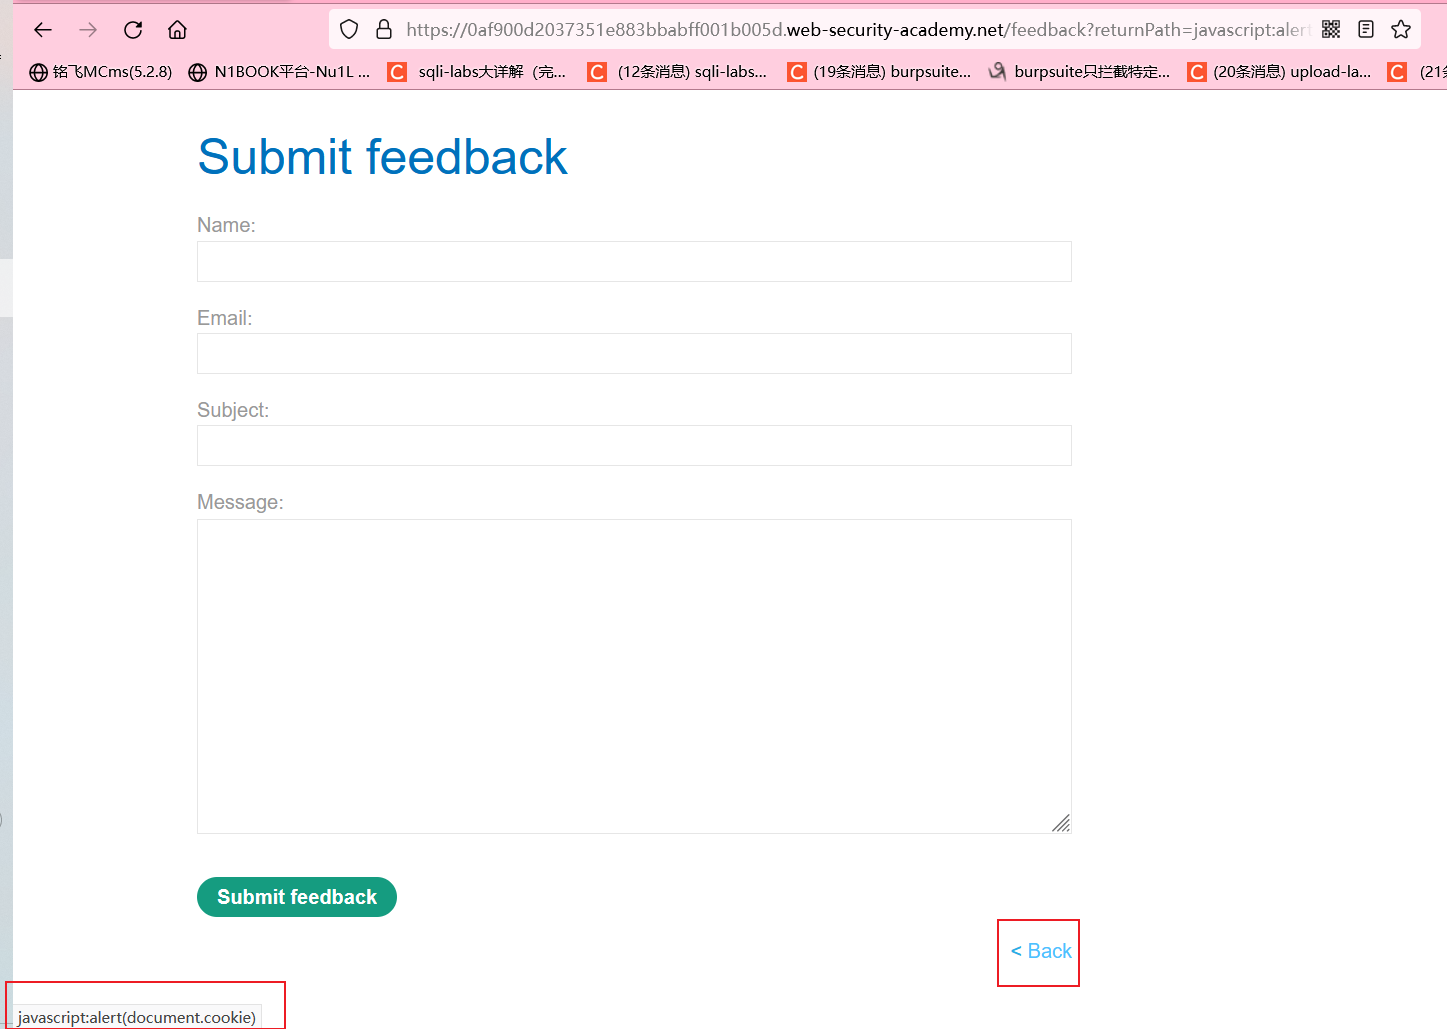 https://0af900d2037351e883bbabff001b005d.web-security-academy.net/feedback?returnPath=javascript:alert
铭飞MCms(5.2.8) N1BOOK平台-Nu1L ... C sqli-labs大详解（完... C (12条消息) sqli-labs... C (19条消息) burpsuite... burpsuite只拦截特定... C (20条消息) upload-la... C (21
Submit feedback
Name:
Email:
Subject:
Message:
Submit feedback
< Back
javascript:alert(document.cookie)